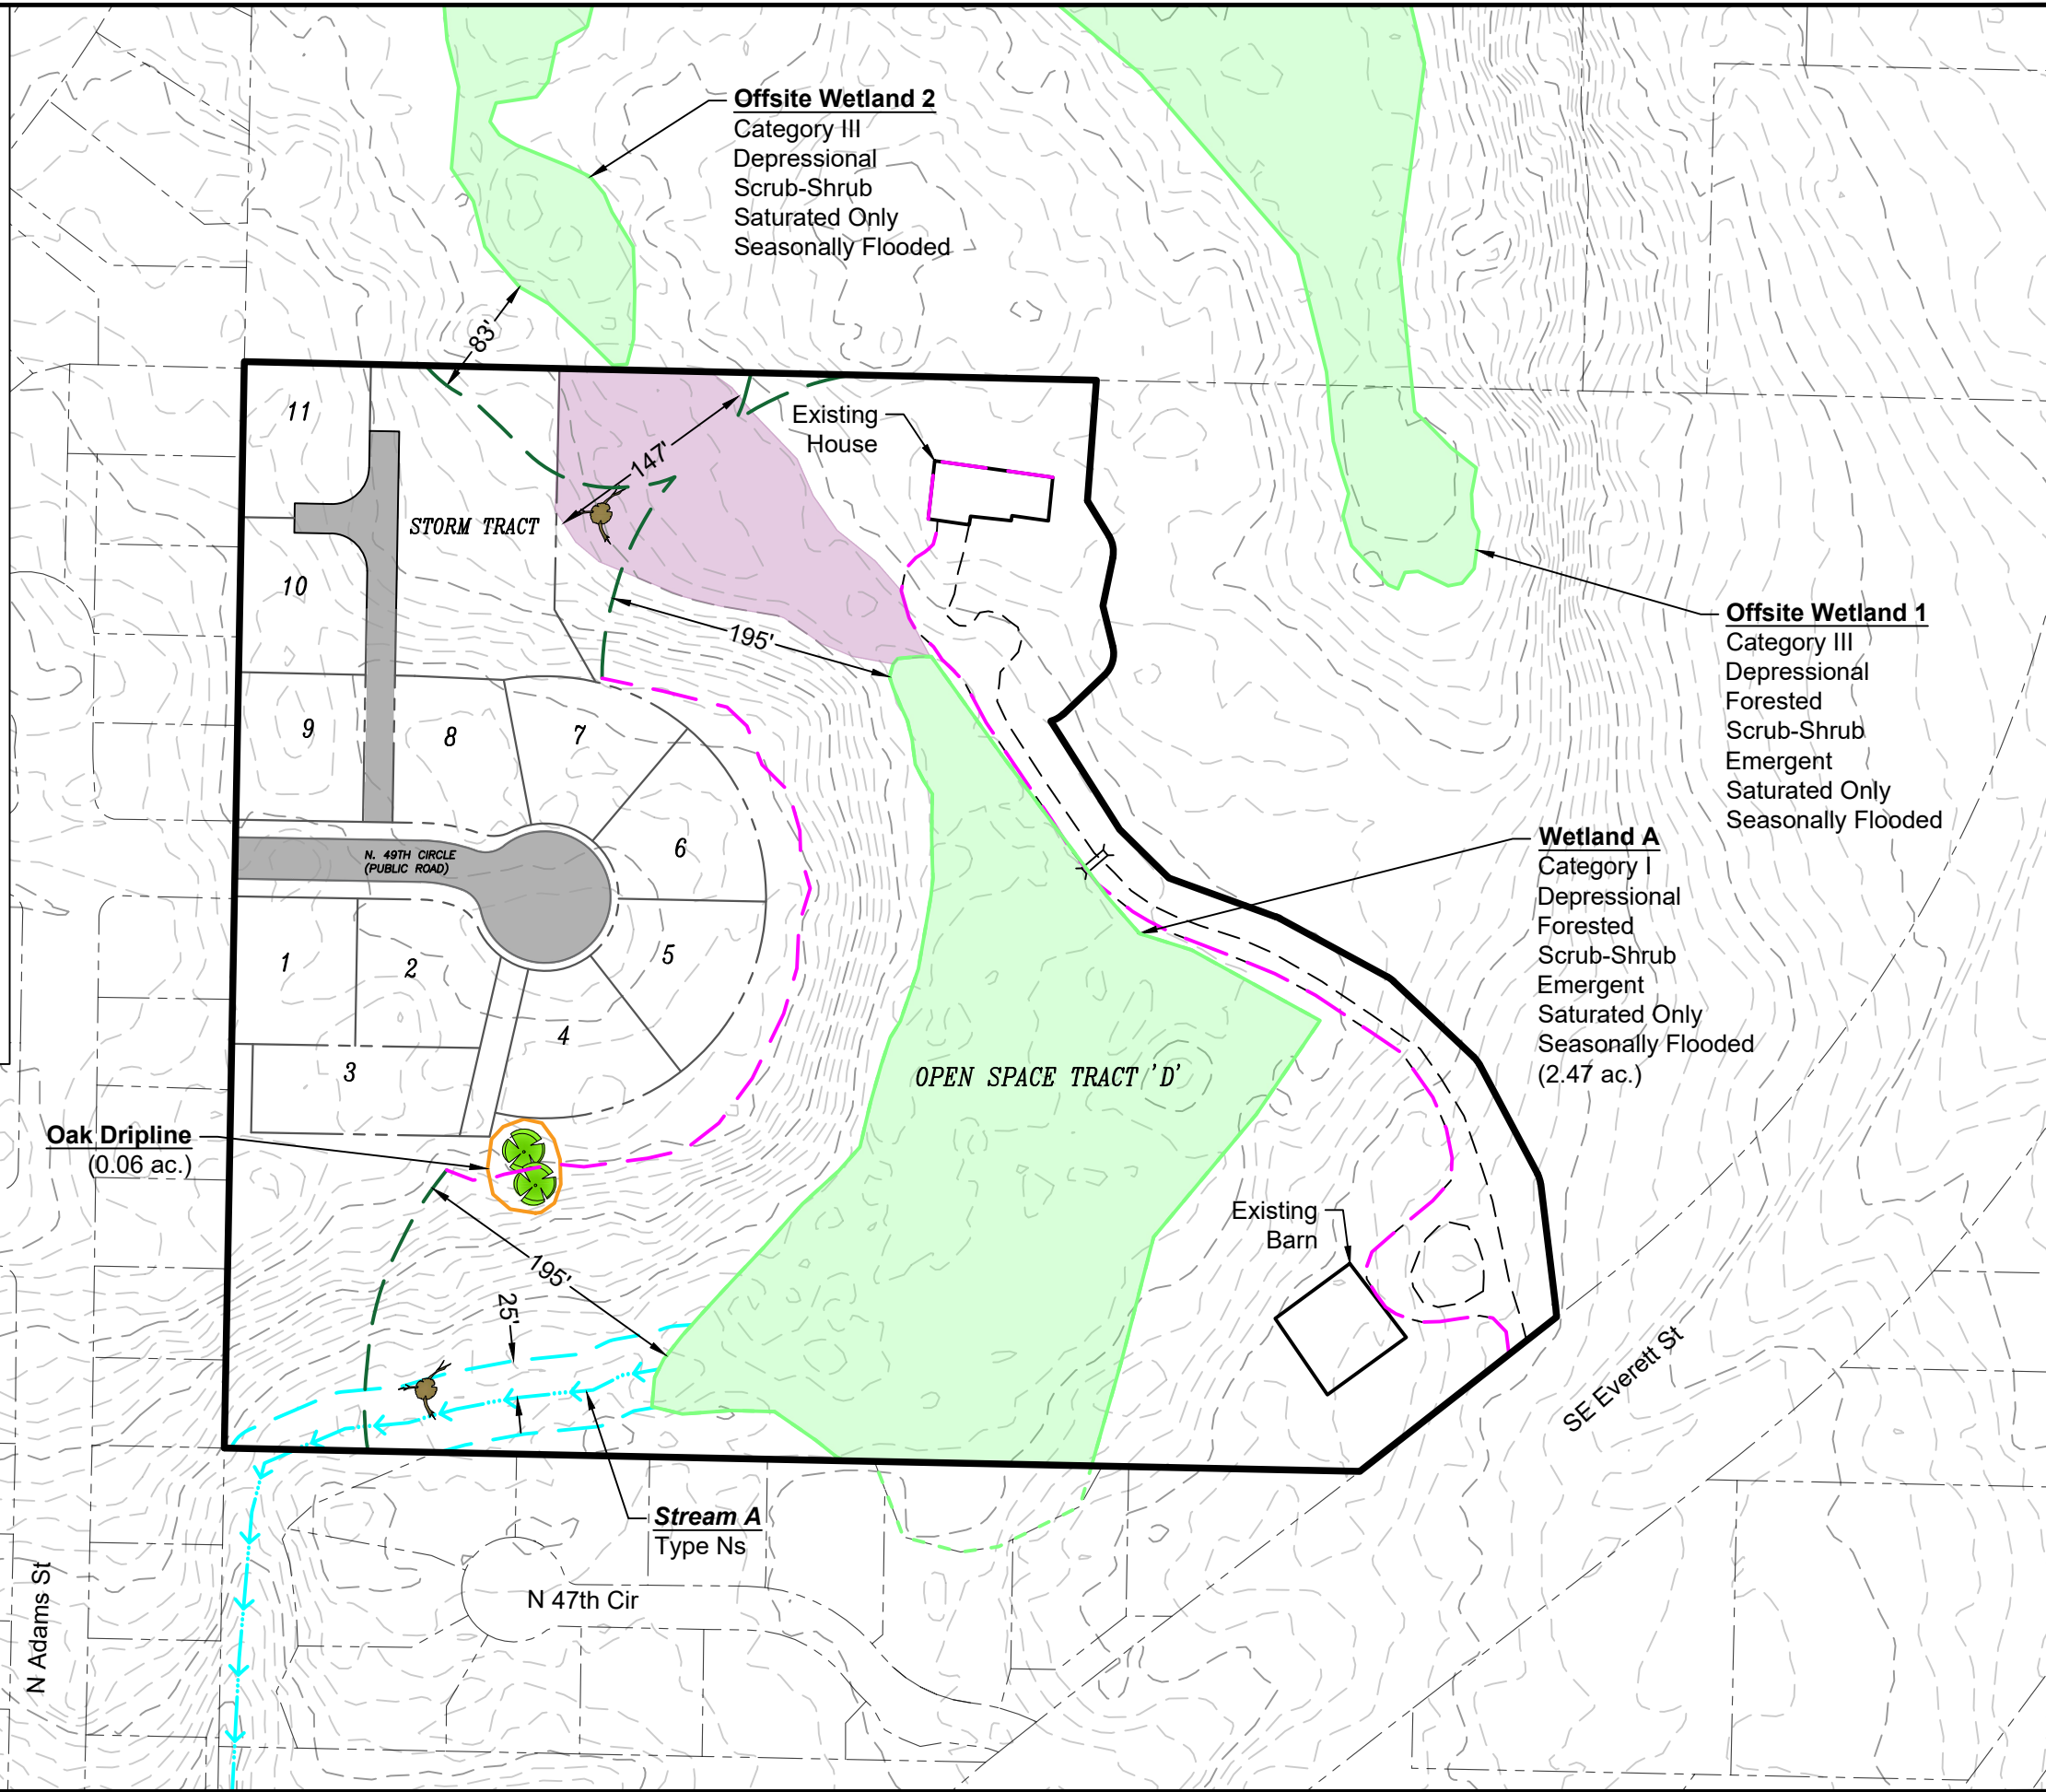 Offsite Wetland 2
Category III
Depressional
Scrub-Shrub
Saturated Only
Seasonally Flooded
83'
11
147'
Existing
House
STORM TRACT
10
195'
Offsite Wetland 1
Category III
Depressional
Forested
Scrub-Shrub
Emergent
Saturated Only
Seasonally Flooded
9
8
7
6
N. 49TH CIRCLE
(PUBLIC ROAD)
Wetland A
Category I
Depressional
Forested
Scrub-Shrub
Emergent
Saturated Only
Seasonally Flooded
(2.47 ac.)
1
2
5
4
3
OPEN SPACE TRACT 'D'
Oak Dripline
(0.06 ac.)
195'
25'
Existing
Barn
SE Everett St
Stream A
Type Ns
N 47th Cir
N Adams St